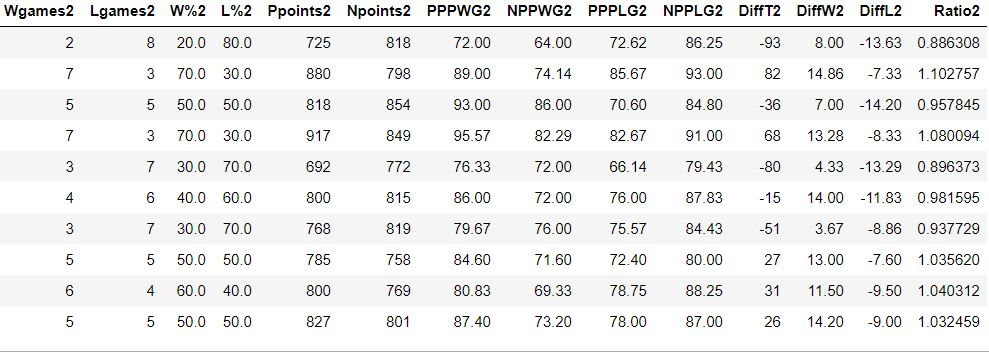 Wgames2 Lgames2 W%2 L%2 Ppoints2 Npoints2 PPPWG2 NPPWG2 PPPLG2 NPPLG2 DiffT2 DiffW2 DiffL2 Ratio2
2 8 20.0 80.0 725 818 72.00 64.00 72.62 86.25 -93 8.00 -13.63 0.886308
7 3 70.0 30.0 880 798 89.00 74.14 85.67 93.00 82 14.86 -7.33 1.102757
5 5 50.0 50.0 818 854 93.00 86.00 70.60 84.80 -36 7.00 -14.20 0.957845
7 3 70.0 30.0 917 849 95.57 82.29 82.67 91.00 68 13.28 -8.33 1.080094
3 7 30.0 70.0 692 772 76.33 72.00 66.14 79.43 -80 4.33 -13.29 0.896373
4 6 40.0 60.0 800 815 86.00 72.00 76.00 87.83 -15 14.00 -11.83 0.981595
3 7 30.0 70.0 768 819 79.67 76.00 75.57 84.43 -51 3.67 -8.86 0.937729
5 5 50.0 50.0 785 758 84.60 71.60 72.40 80.00 27 13.00 -7.60 1.035620
6 4 60.0 40.0 800 769 80.83 69.33 78.75 88.25 31 11.50 -9.50 1.040312
5 5 50.0 50.0 827 801 87.40 73.20 78.00 87.00 26 14.20 -9.00 1.032459